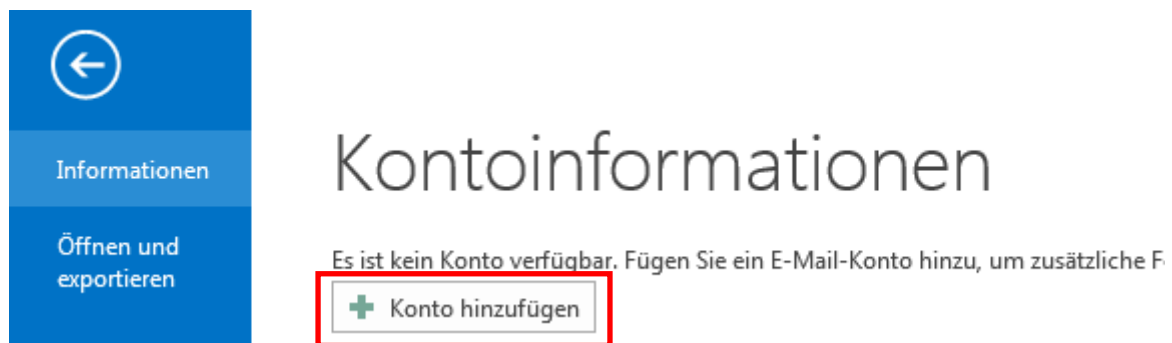 Informationen
Öffnen und
exportieren
Kontoinformationen
Es ist kein Konto verfügbar. Fügen Sie ein E-Mail-Konto hinzu, um zusätzliche
Konto hinzufügen